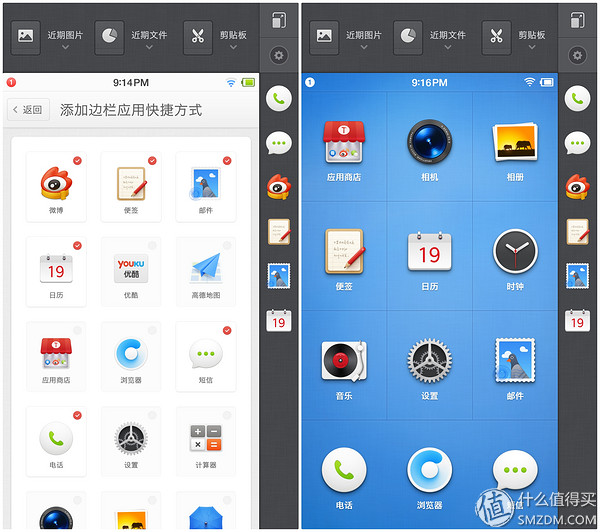 近期图片 近期文件 剪贴板
1 9:14PM
返回 添加边栏应用快捷方式
微博 便签 邮件
19
日历
YOUKU
优酷
优酷 高德地图
应用商店 浏览器 短信
电话 设置 计算器
19
近期图片 近期文件 剪贴板
1 9:16PM
T
应用商店 相机 相册
便签 19
日历 时钟
音乐 设置 邮件
电话 浏览器
19
值 什么值得买
SMZDM.COM